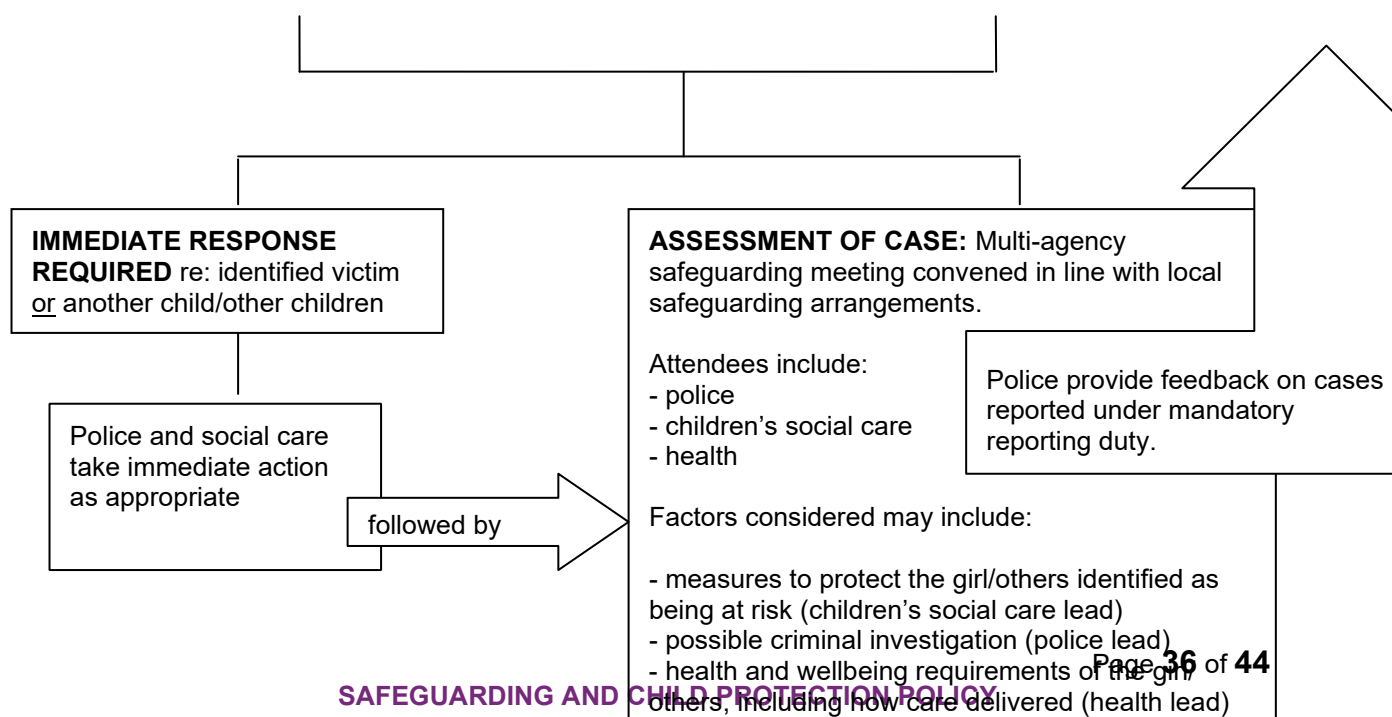 IMMEDIATE RESPONSE
REQUIRED re: identified victim
or another child/other children
Police and social care
take immediate action
as appropriate
followed by
ASSESSMENT OF CASE: Multi-agency
safeguarding meeting convened in line with local
safeguarding arrangements.
Attendees include:
- police
- children’s social care
- health
Factors considered may include:
- measures to protect the girl/others identified as
being at risk (children’s social care lead)
- possible criminal investigation (police lead)
- health and wellbeing requirements of the girl/
others, including how care delivered (health lead)
Police provide feedback on cases
reported under mandatory
reporting duty.
Page 36 of 44
SAFEGUARDING AND CHILD PROTECTION POLICY